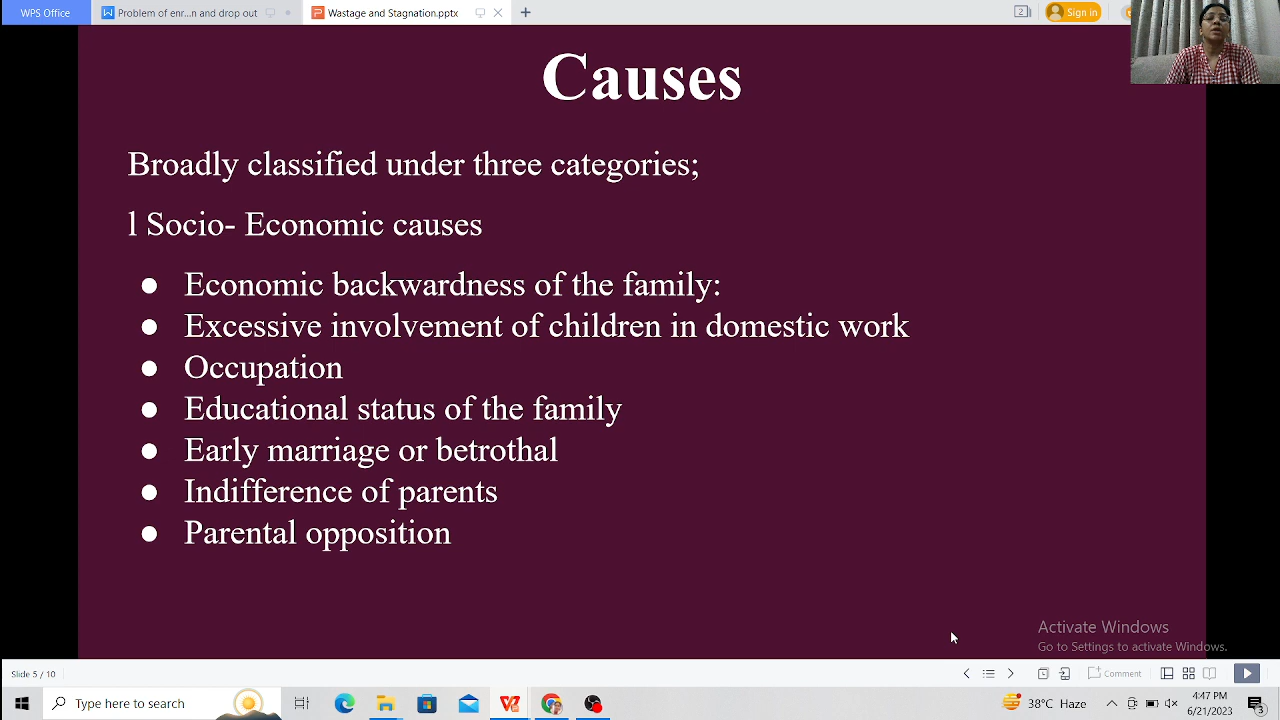 WPS Office
Problem of enr...n and drop out
Wastage and Stagnation.pptx
Sign in
Causes
Broadly classified under three categories;
l Socio- Economic causes
● Economic backwardness of the family:
● Excessive involvement of children in domestic work
● Occupation
● Educational status of the family
● Early marriage or betrothal
● Indifference of parents
● Parental opposition
Activate Windows
Go to Settings to activate Windows.
Slide 5 / 10
Comment
Type here to search
38°C Haze
4:47 PM
6/21/2023